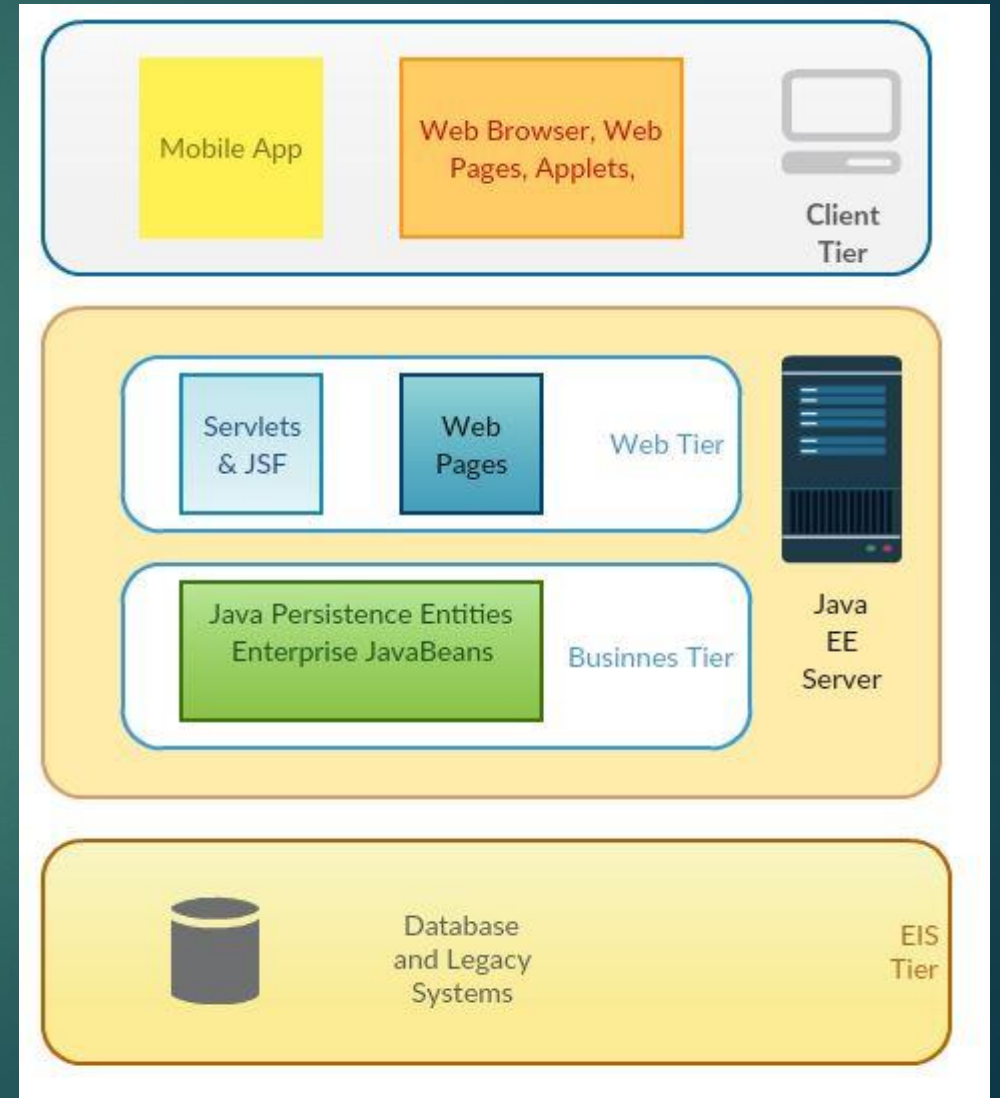 Mobile App
Web Browser, Web
Pages, Applets,
Client
Tier
Servlets
& JSF
Web
Pages
Web Tier
Java Persistence Entities
Enterprise JavaBeans
Businnes Tier
Java
EE
Server
Database
and Legacy
Systems
EIS
Tier